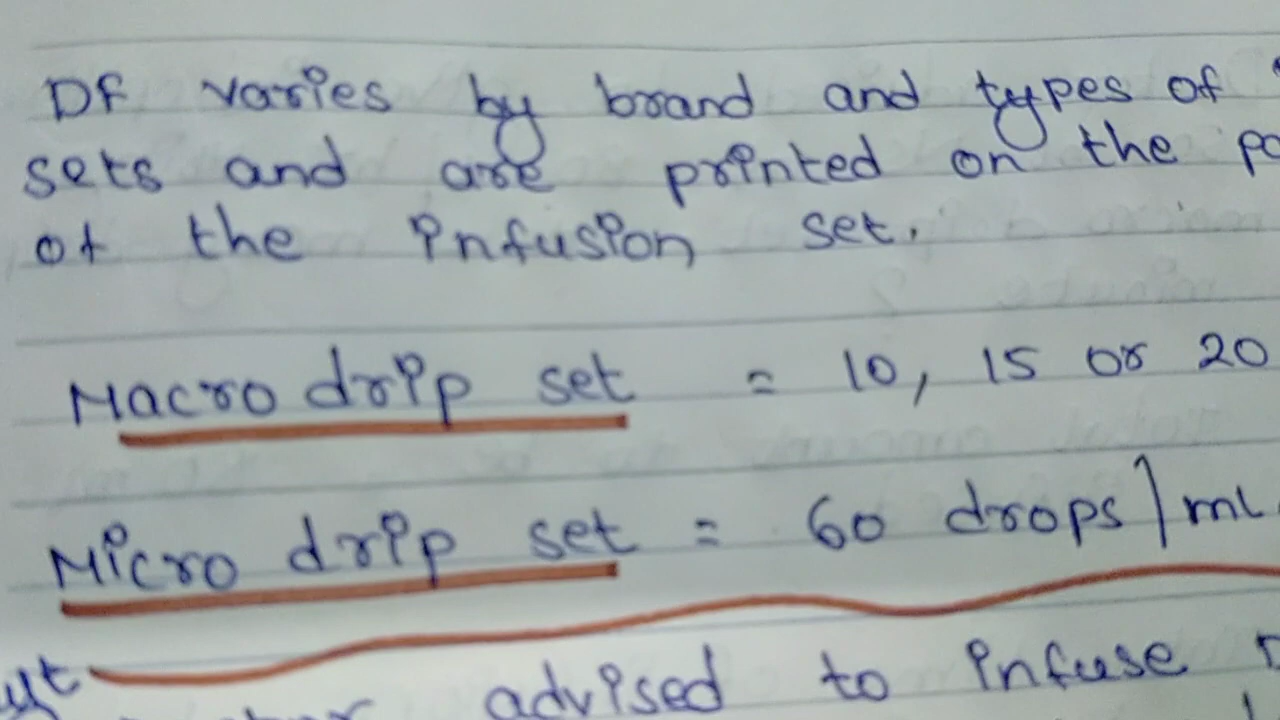 DF varies by brand and types of
sets and are printed on the
of the infusion set.
Macro drip set = 10, 15 or 20
Micro drip set = 60 drops/ml.
advised to infuse